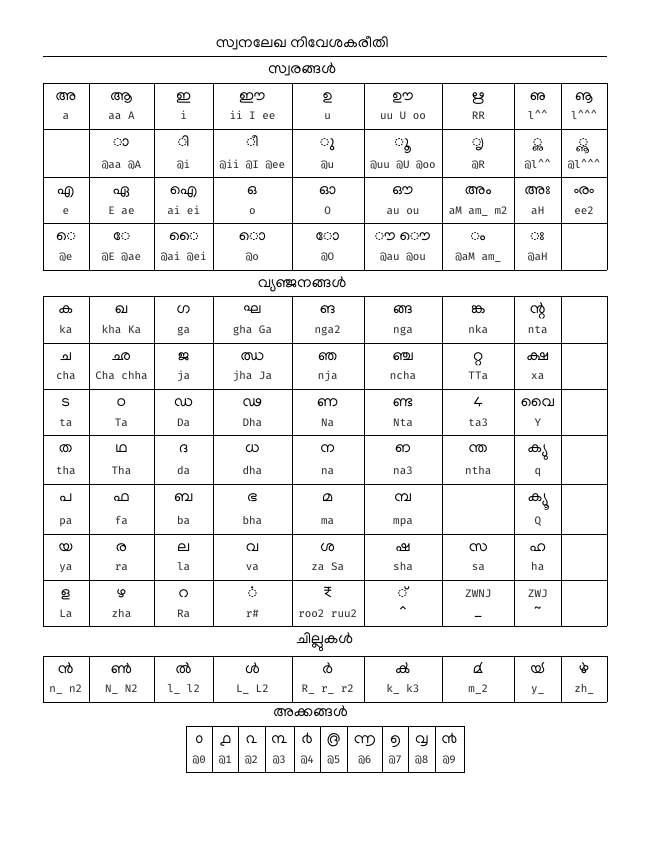 സ്വനലേഖ നിവേശകരീതി
സ്വരങ്ങൾ
അ ആ ഇ ഈ ഉ ഊ ഋ ഌ ൡ
a aa A i ii I ee u uu U oo RR l^^ l^^^
ാ ി ീ ു ൂ ൃ ൢ ൣ
@aa @A @i @ii @I @ee @u @uu @U @oo @R @l^^ @l^^^
എ ഏ ഐ ഒ ഓ ഔ അം അഃ ംരം
e E ae ai ei o O au ou aM am_ m2 aH ee2
െ േ ൈ ൊ ോ ൗ ൌ ം ഃ
@e @E @ae @ai @ei @o @O @au @ou @aM am_ @aH
വ്യഞ്ജനങ്ങൾ
ക ഖ ഗ ഘ ങ ങ്ങ ങ്ക ന്റ
ka kha Ka ga gha Ga nga2 nga nka nta
ച ഛ ജ ഝ ഞ ഞ്ച റ്റ ക്ഷ
cha Cha chha ja jha Ja nja ncha TTa xa
ട ഠ ഡ ഢ ണ ണ്ട ഺ വൈ
ta Ta Da Dha Na Nta ta3 Y
ത ഥ ദ ധ ന ഩ ന്ത ക്യു
tha Tha da dha na na3 ntha q
പ ഫ ബ ഭ മ മ്പ ക്യൂ
pa fa ba bha ma mpa Q
യ ര ല വ ശ ഷ സ ഹ
ya ra la va za Sa sha sa ha
ള ഴ റ ൎ ₹ ് ZWNJ ZWJ
La zha Ra r# roo2 ruu2 ^ _ ~
ചില്ലുകൾ
ൻ ൺ ൽ ൾ ർ ൿ ൔ ൕ ൖ
n_ n2 N_ N2 l_ l2 L_ L2 R_ r_ r2 k_ k3 m_2 y_ zh_
അക്കങ്ങൾ
൦ ൧ ൨ ൩ ൪ ൫ ൬ ൭ ൮ ൯
@0 @1 @2 @3 @4 @5 @6 @7 @8 @9